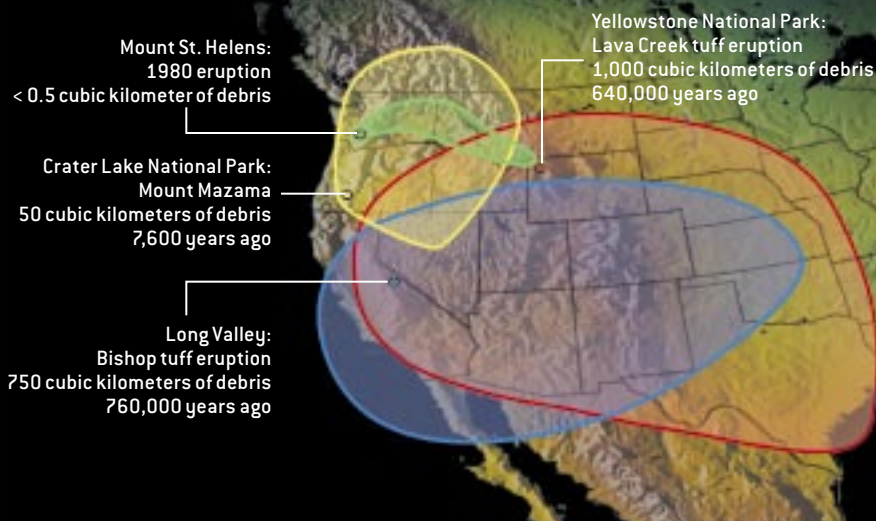 Mount St. Helens:
1980 eruption
< 0.5 cubic kilometer of debris
Yellowstone National Park:
Lava Creek tuff eruption
1,000 cubic kilometers of debris
640,000 years ago
Crater Lake National Park:
Mount Mazama
50 cubic kilometers of debris
7,600 years ago
Long Valley:
Bishop tuff eruption
750 cubic kilometers of debris
760,000 years ago